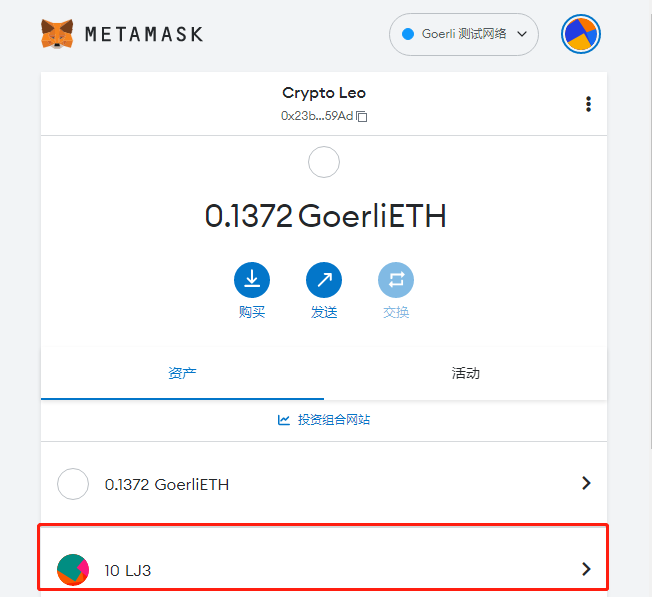 METAMASK
Goerli 测试网络
Crypto Leo
0x23b...59Ad
0.1372 GoerliETH
购买 发送 交换
资产 活动
投资组合网站
0.1372 GoerliETH
10 LJ3